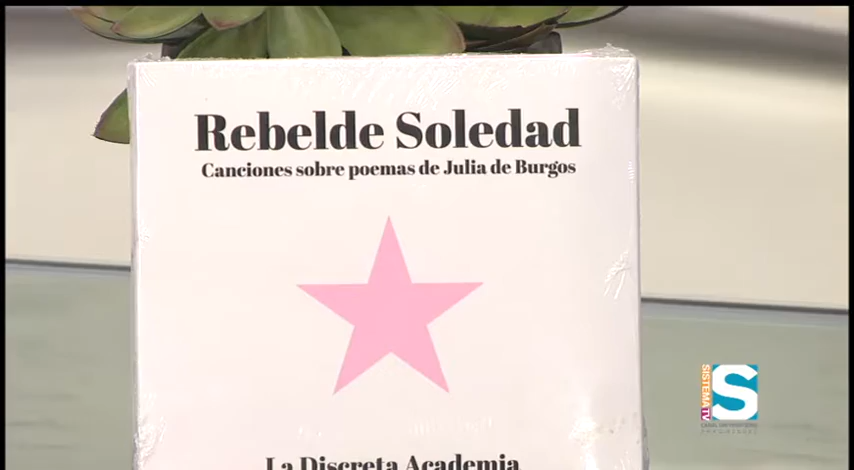 Rebelde Soledad
Canciones sobre poemas de Julia de Burgos
La Discreta Academia
SISTEMA TV
S